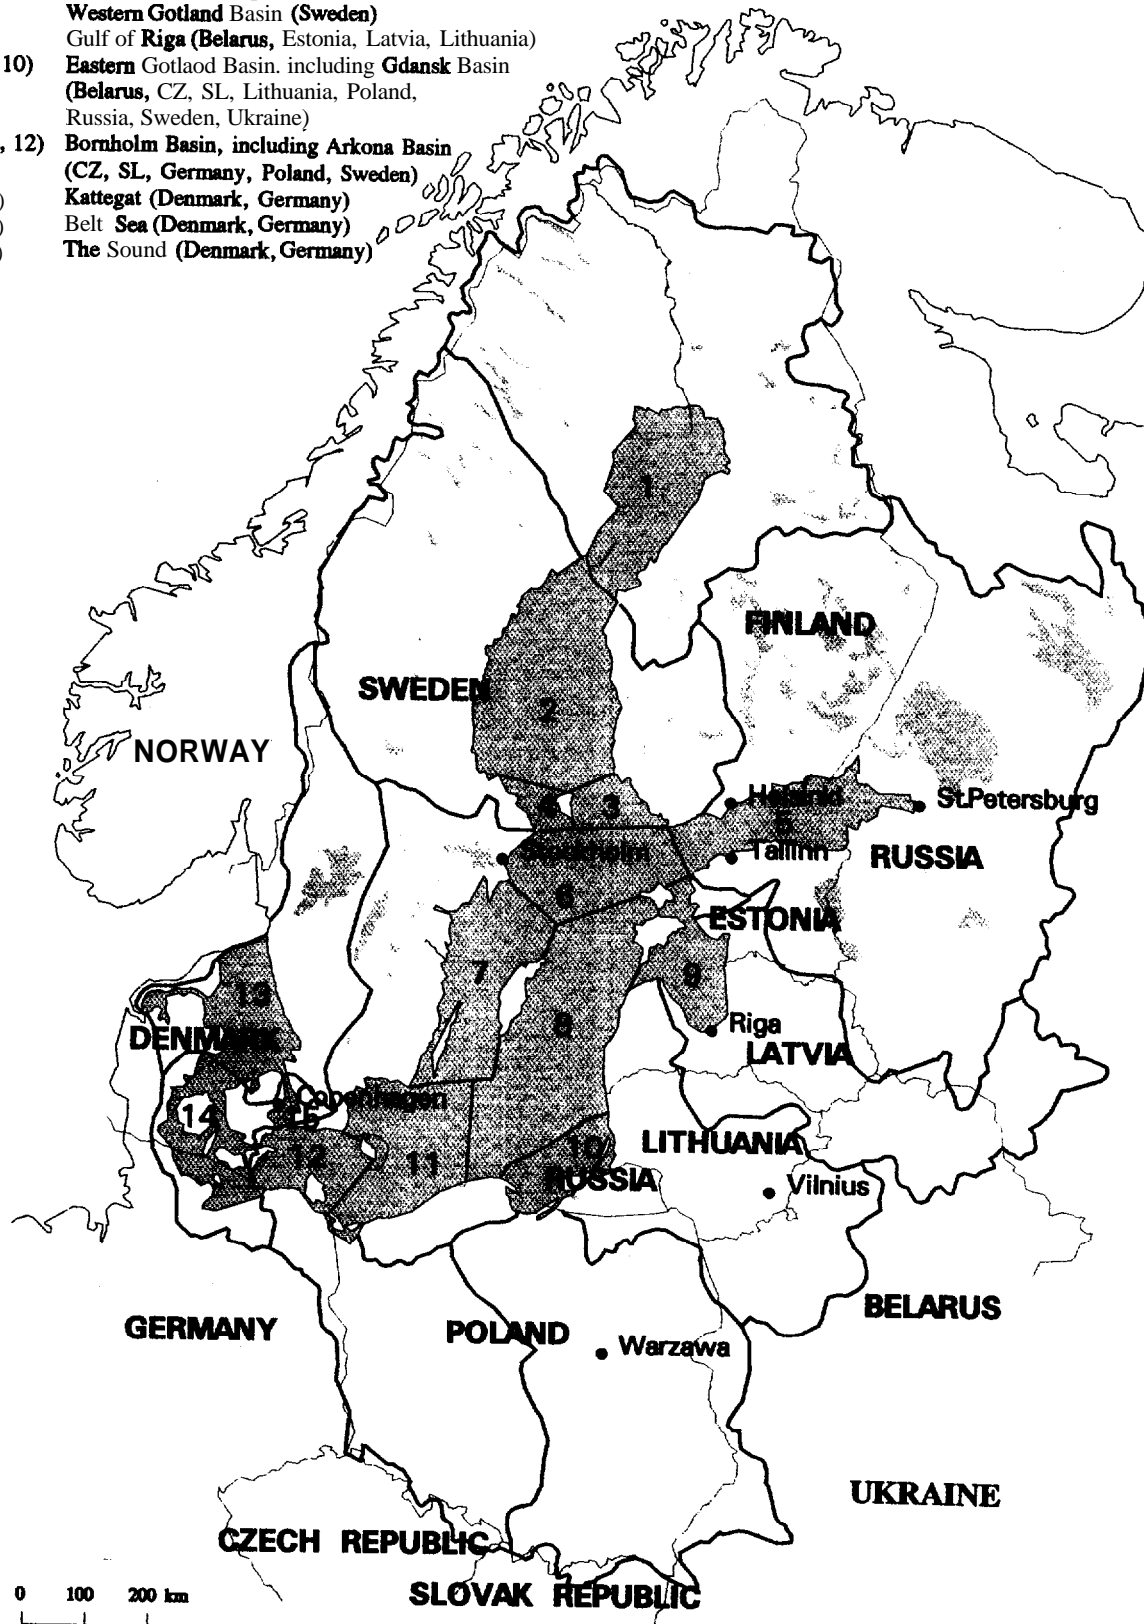 Western Gotland Basin (Sweden)
Gulf of Riga (Belarus, Estonia, Latvia, Lithuania)
10) Eastern Gotlaod Basin. including Gdansk Basin
(Belarus, CZ, SL, Lithuania, Poland,
Russia, Sweden, Ukraine)
, 12) Bornholm Basin, including Arkona Basin
(CZ, SL, Germany, Poland, Sweden)
) Kattegat (Denmark, Germany)
) Belt Sea (Denmark, Germany)
) The Sound (Denmark, Germany)
1
FINLAND
SWEDEN
2
NORWAY
4
3
Helsinki
St.Petersburg
5
Stockholm
Tallinn
RUSSIA
6
ESTONIA
7
9
13
8
Riga
DENMARK
LATVIA
Copenhagen
14
15
LITHUANIA
12
11
10
RUSSIA
Vilnius
BELARUS
GERMANY
POLAND
Warzawa
UKRAINE
CZECH REPUBLIC
SLOVAK REPUBLIC
0 100 200 km